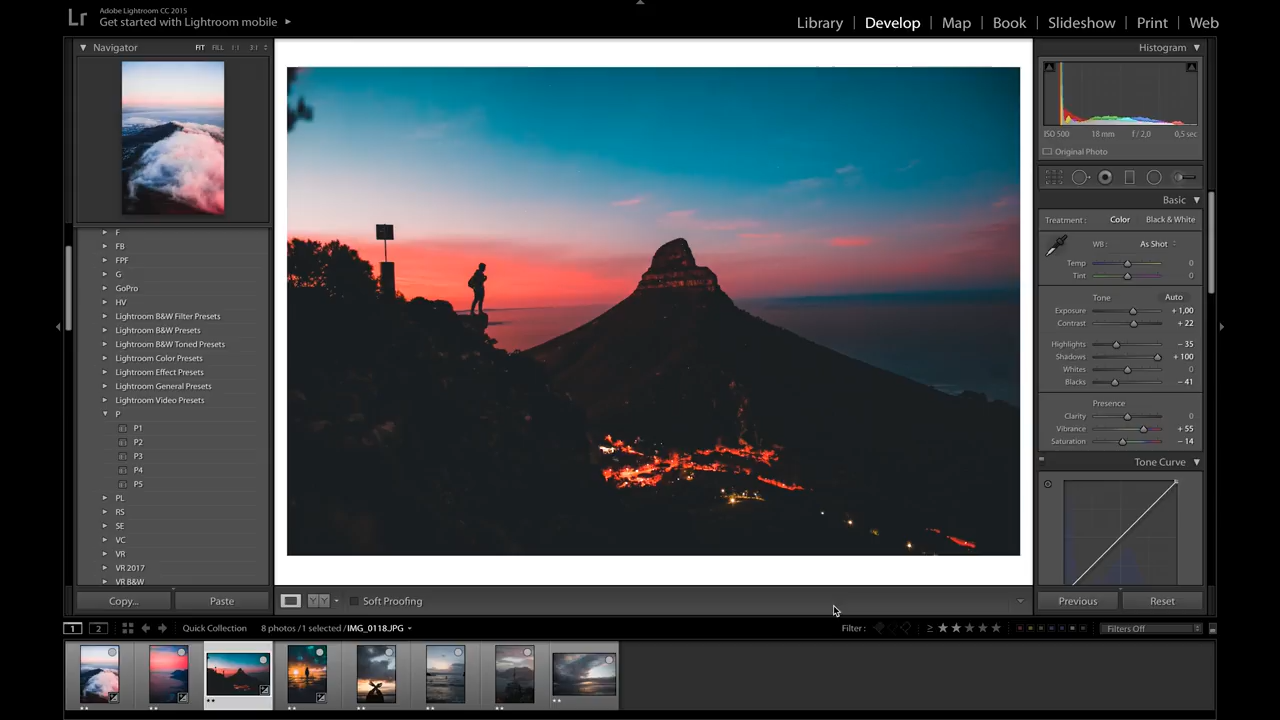 Lr
Adobe Lightroom CC 2015
Get started with Lightroom mobile
Library | Develop | Map | Book | Slideshow | Print | Web
Navigator FIT FILL 1:1 3:1
F
FB
FPF
G
GoPro
HV
Lightroom B&W Filter Presets
Lightroom B&W Presets
Lightroom B&W Toned Presets
Lightroom Color Presets
Lightroom Effect Presets
Lightroom General Presets
Lightroom Video Presets
P
P1
P2
P3
P4
P5
PL
RS
SE
VC
VR
VR 2017
VR B&W
Copy... Paste
Soft Proofing
Histogram
ISO 500 18 mm f / 2,0 0,5 sec
Original Photo
Basic
Treatment: Color Black & White
WB: As Shot
Temp 0
Tint 0
Tone Auto
Exposure + 1,00
Contrast + 22
Highlights − 35
Shadows + 100
Whites 0
Blacks − 41
Presence
Clarity 0
Vibrance + 55
Saturation − 14
Tone Curve
Previous Reset
1 2 Quick Collection 8 photos / 1 selected / IMG_0118.JPG Filter: ≥ ★★★★★ Filters Off